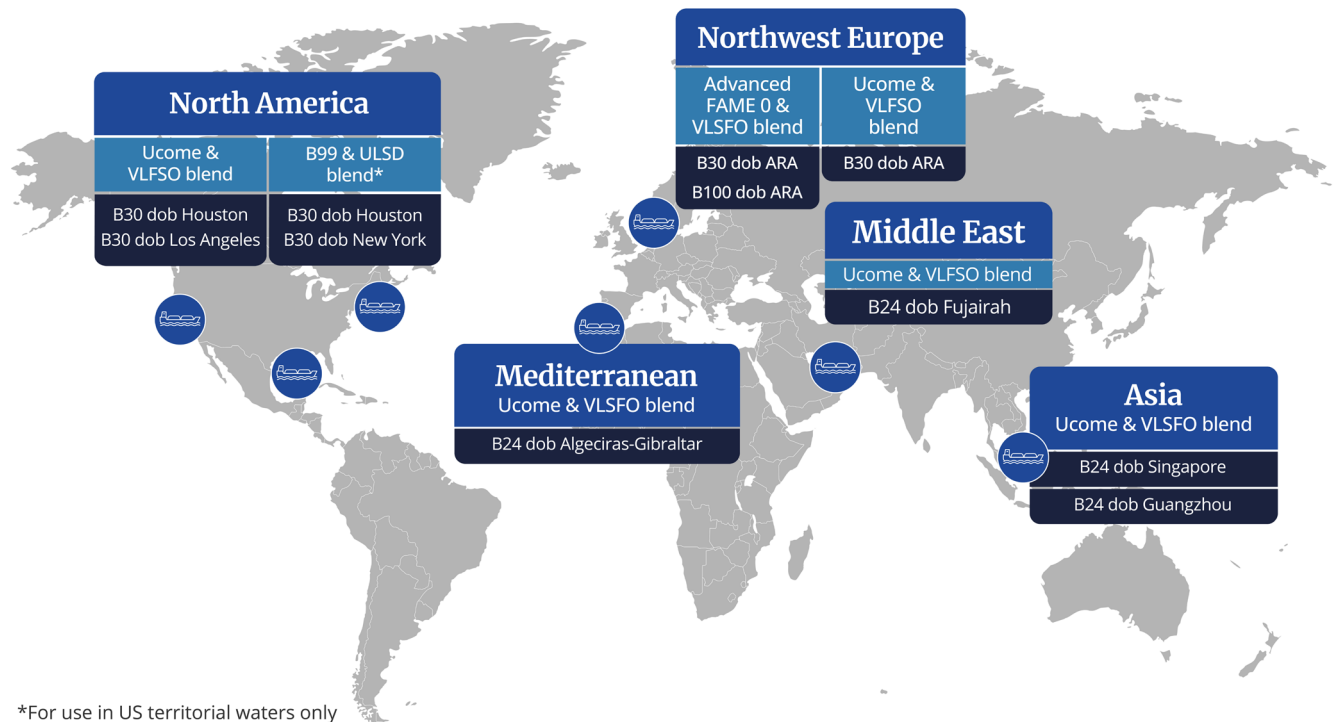 North America
Ucome &
VLFSO blend
B30 dob Houston
B30 dob Los Angeles
B99 & ULSD
blend*
B30 dob Houston
B30 dob New York
Northwest Europe
Advanced
FAME 0 &
VLSFO blend
B30 dob ARA
B100 dob ARA
Ucome &
VLFSO
blend
B30 dob ARA
Middle East
Ucome & VLFSO blend
B24 dob Fujairah
Mediterranean
Ucome & VLSFO blend
B24 dob Algeciras-Gibraltar
Asia
Ucome & VLSFO blend
B24 dob Singapore
B24 dob Guangzhou
*For use in US territorial waters only